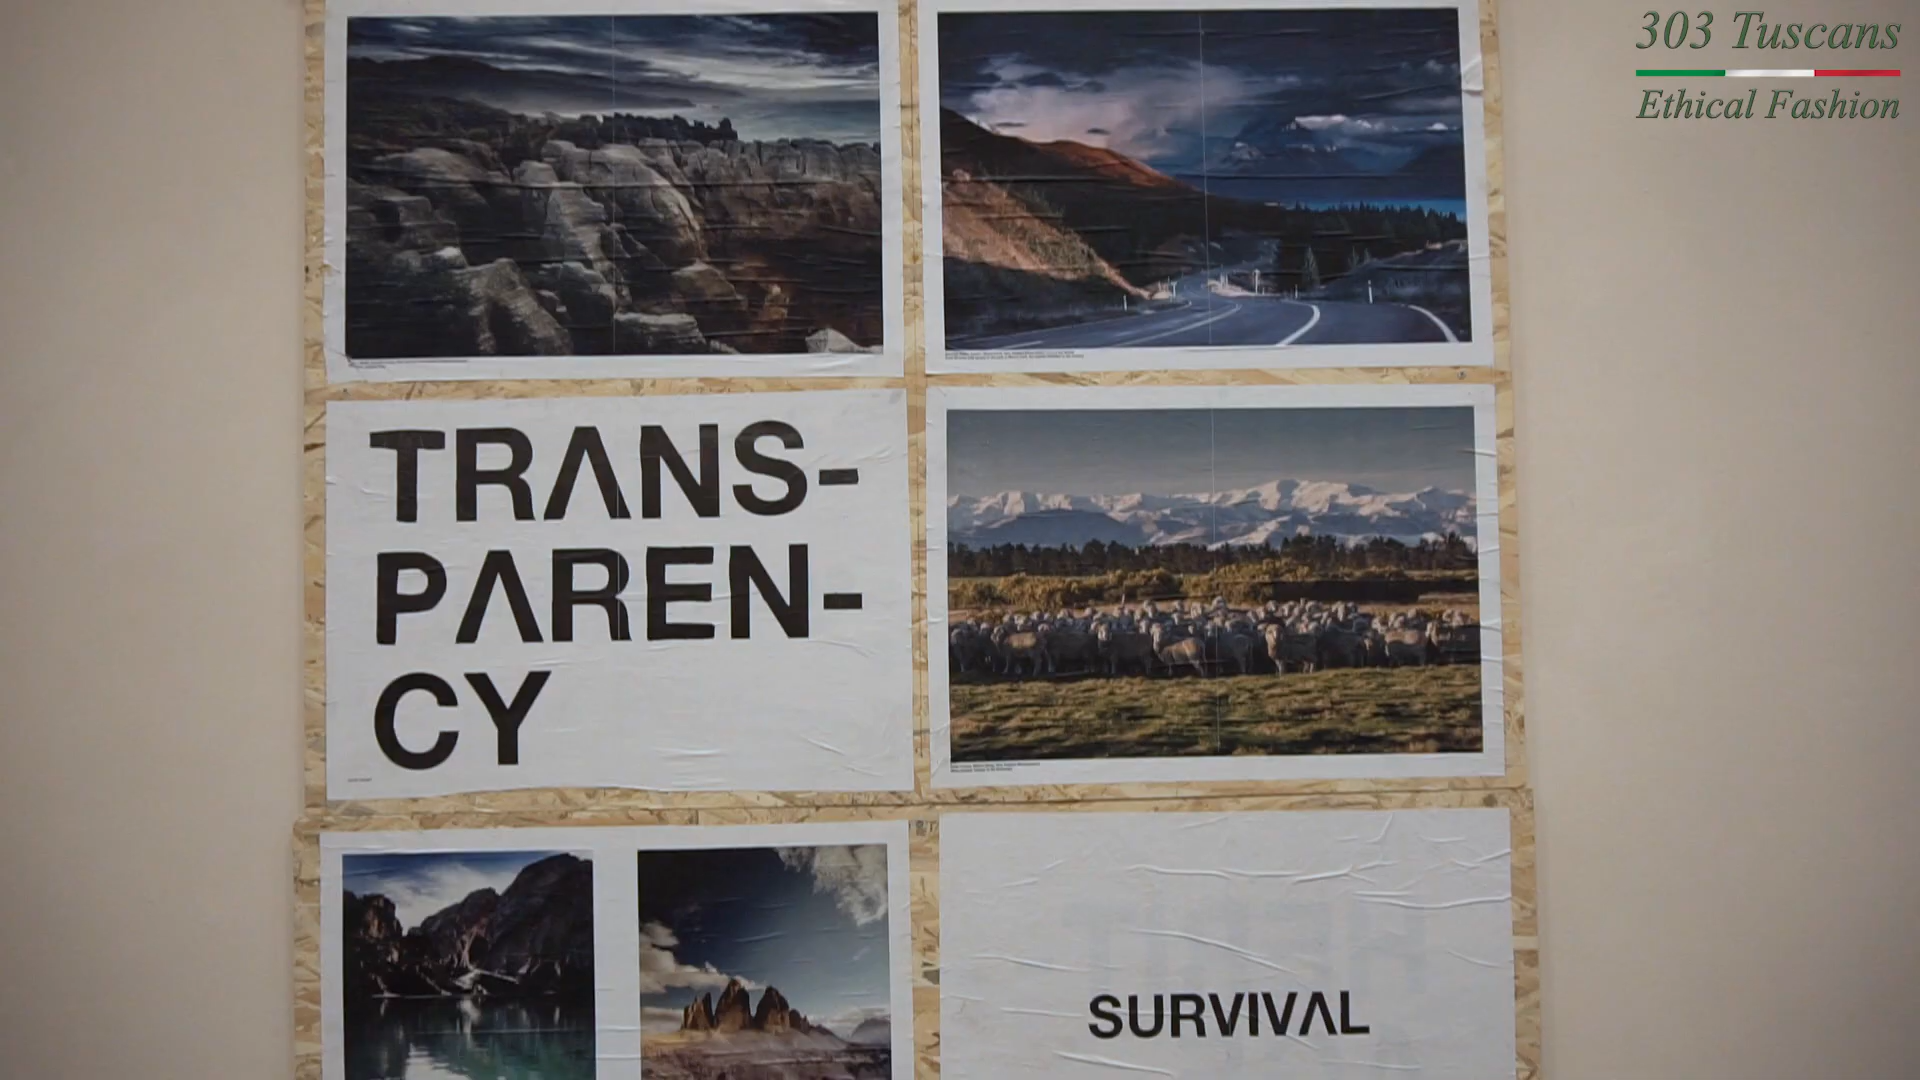 303 Tuscans
Ethical Fashion
TRANS-
PAREN-
CY
SURVIVAL